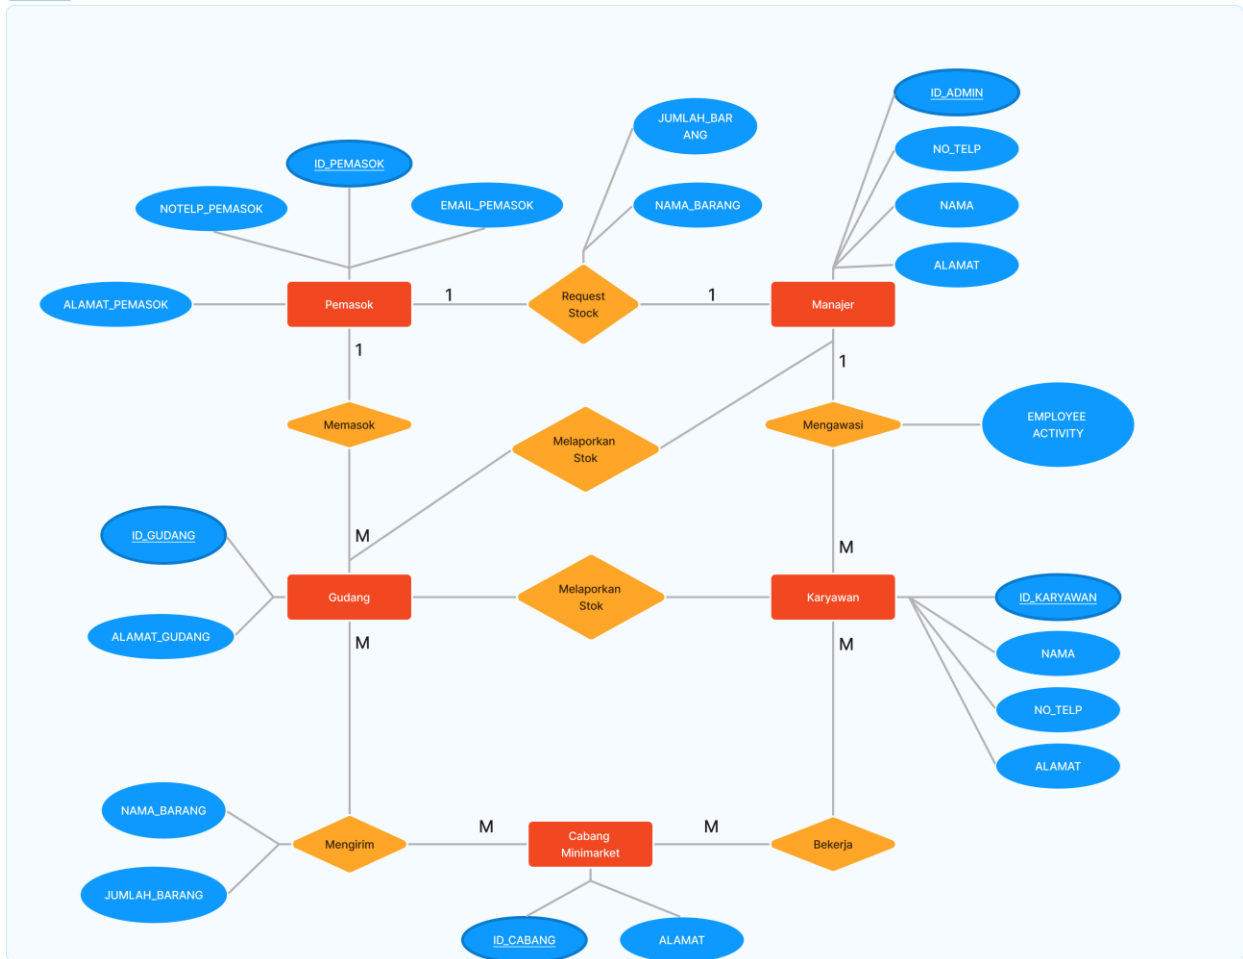 ID_ADMIN
JUMLAH_BAR
ANG
NO_TELP
ID_PEMASOK
NOTELP_PEMASOK
EMAIL_PEMASOK
NAMA_BARANG
NAMA
ALAMAT
ALAMAT_PEMASOK
Pemasok
1
Request
Stock
1
Manajer
1
1
Memasok
Melaporkan
Stok
Mengawasi
EMPLOYEE
ACTIVITY
ID_GUDANG
M
M
Gudang
Melaporkan
Stok
Karyawan
ID_KARYAWAN
ALAMAT_GUDANG
M
M
NAMA
NO_TELP
ALAMAT
NAMA_BARANG
Mengirim
M
Cabang
Minimarket
M
Bekerja
JUMLAH_BARANG
ID_CABANG
ALAMAT